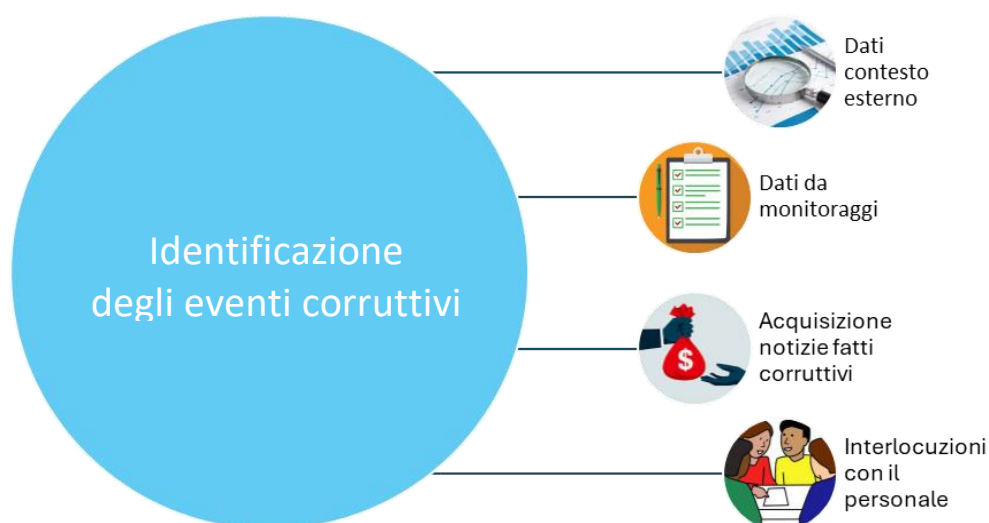 Identificazione
degli eventi corruttivi
Dati
contesto
esterno
Dati da
monitoraggi
$
Acquisizione
notizie fatti
corruttivi
Interlocuzioni
con il
personale